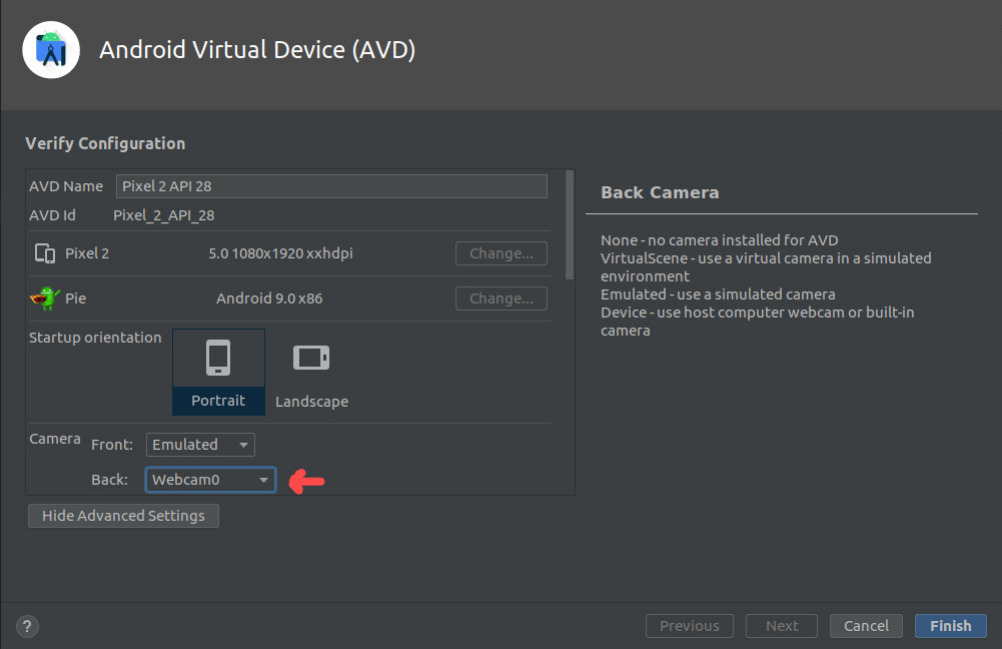 Android Virtual Device (AVD)
Verify Configuration
AVD Name Pixel 2 API 28
AVD Id Pixel_2_API_28
Pixel 2 5.0 1080x1920 xxhdpi Change...
Pie Android 9.0 x86 Change...
Startup orientation
Portrait Landscape
Camera Front: Emulated
Back: Webcam0
Hide Advanced Settings
Back Camera
None - no camera installed for AVD
VirtualScene - use a virtual camera in a simulated
environment
Emulated - use a simulated camera
Device - use host computer webcam or built-in
camera
? Previous Next Cancel Finish